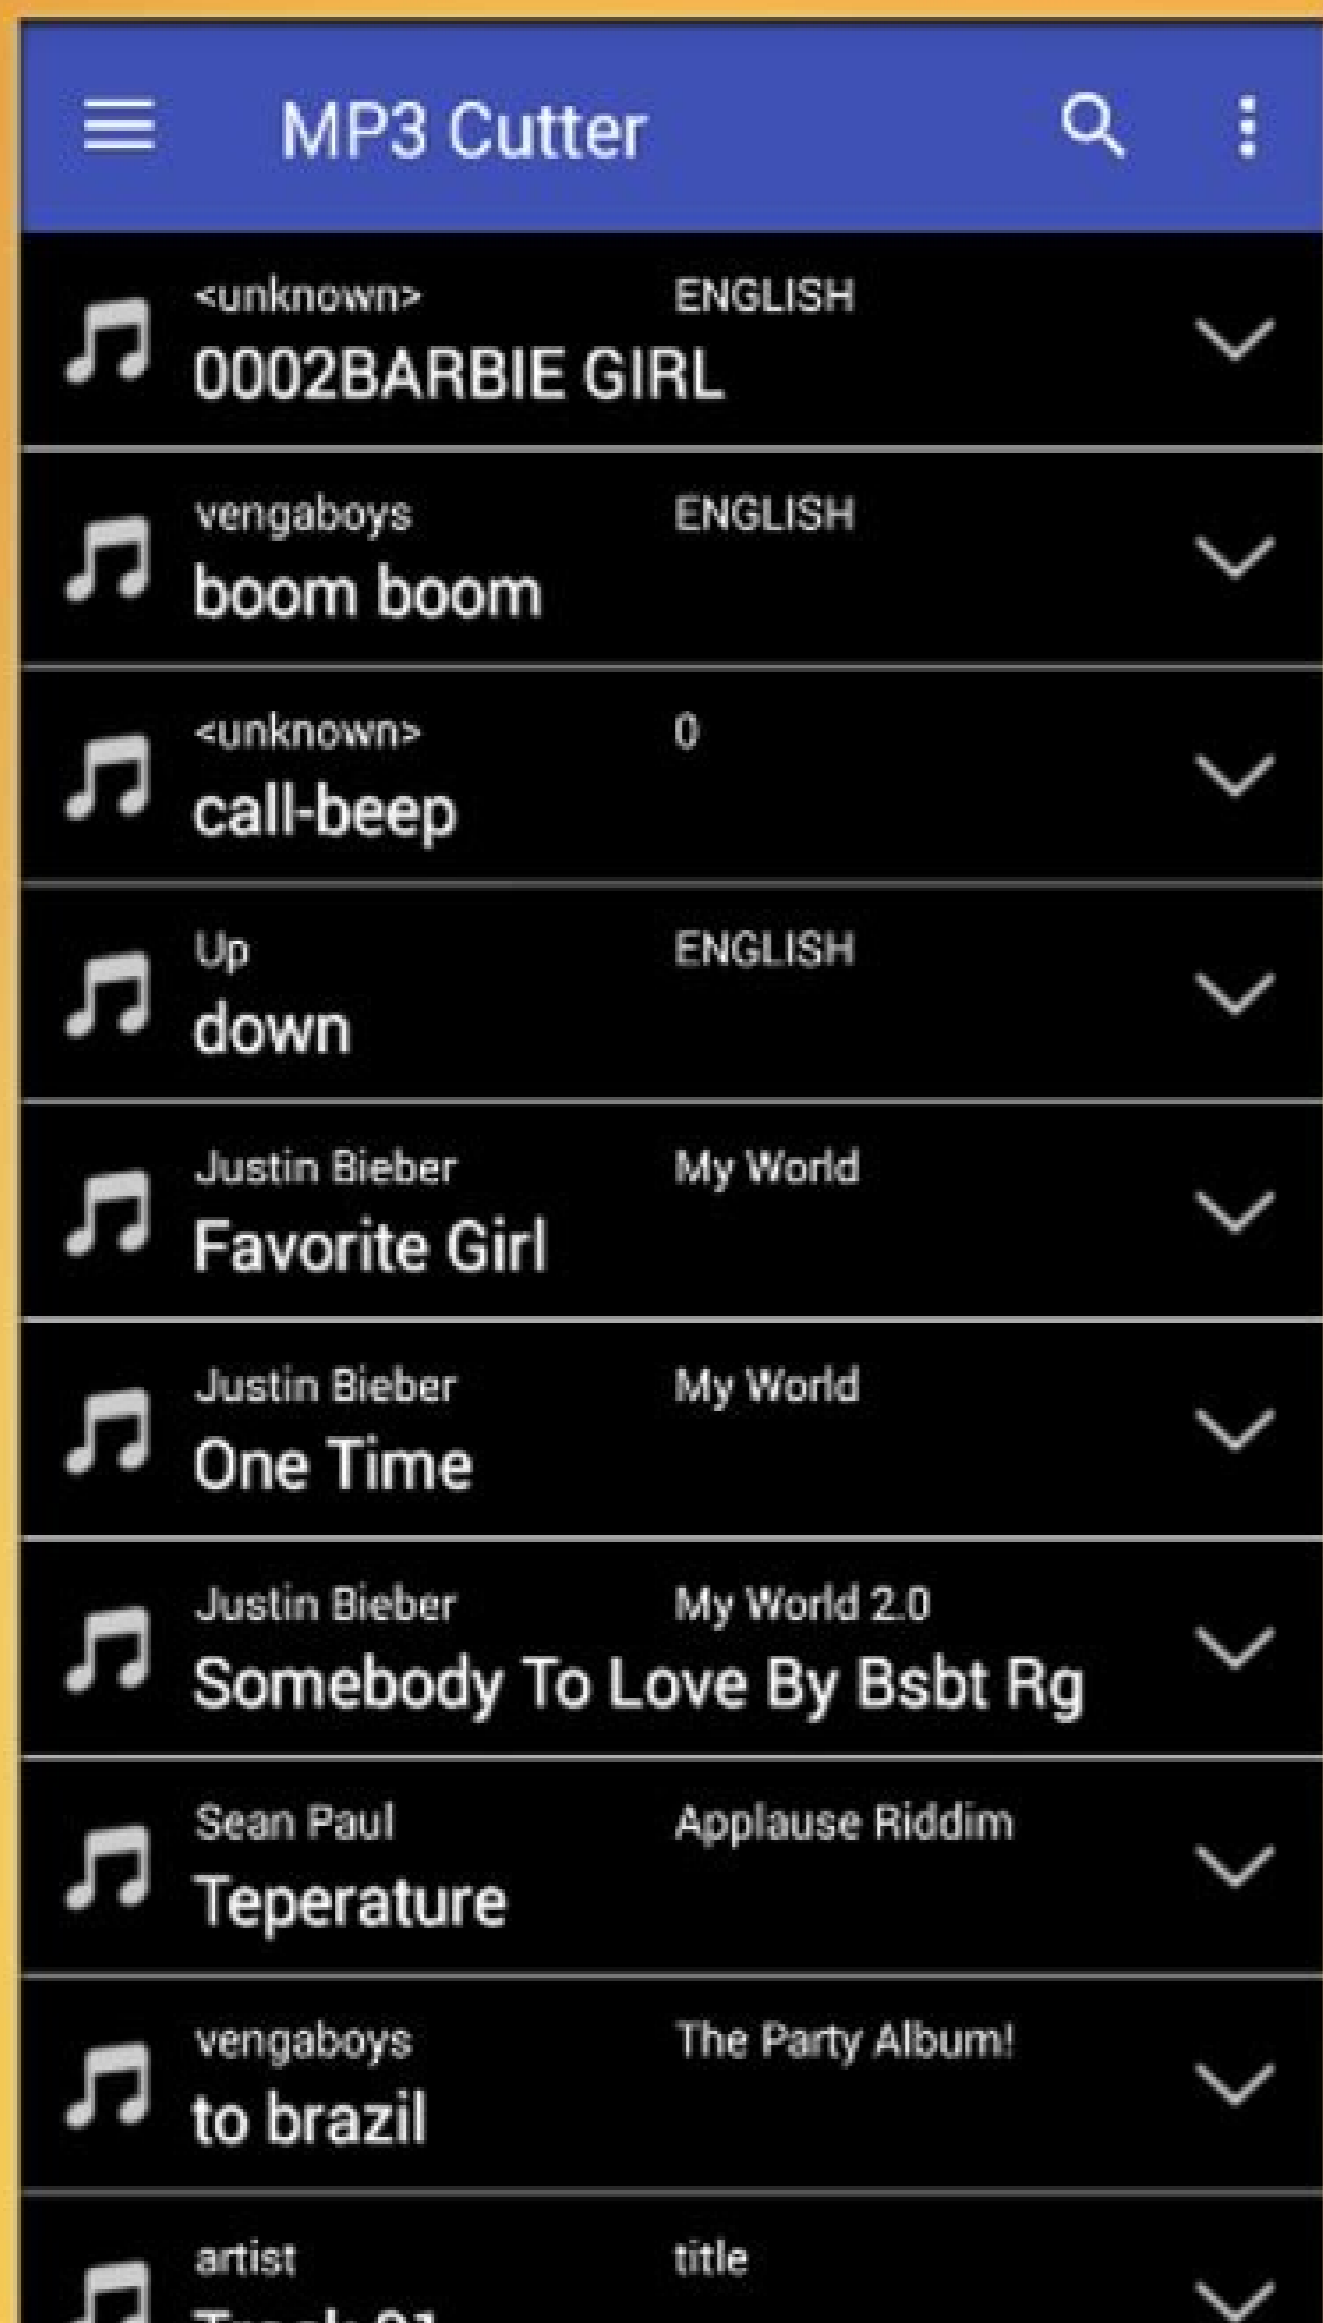 MP3 Cutter
<unknown> ENGLISH
0002BARBIE GIRL
vengaboys ENGLISH
boom boom
<unknown> 0
call-beep
Up ENGLISH
down
Justin Bieber My World
Favorite Girl
Justin Bieber My World
One Time
Justin Bieber My World 2.0
Somebody To Love By Bsbt Rg
Sean Paul Applause Riddim
Teperature
vengaboys The Party Album!
to brazil
artist title